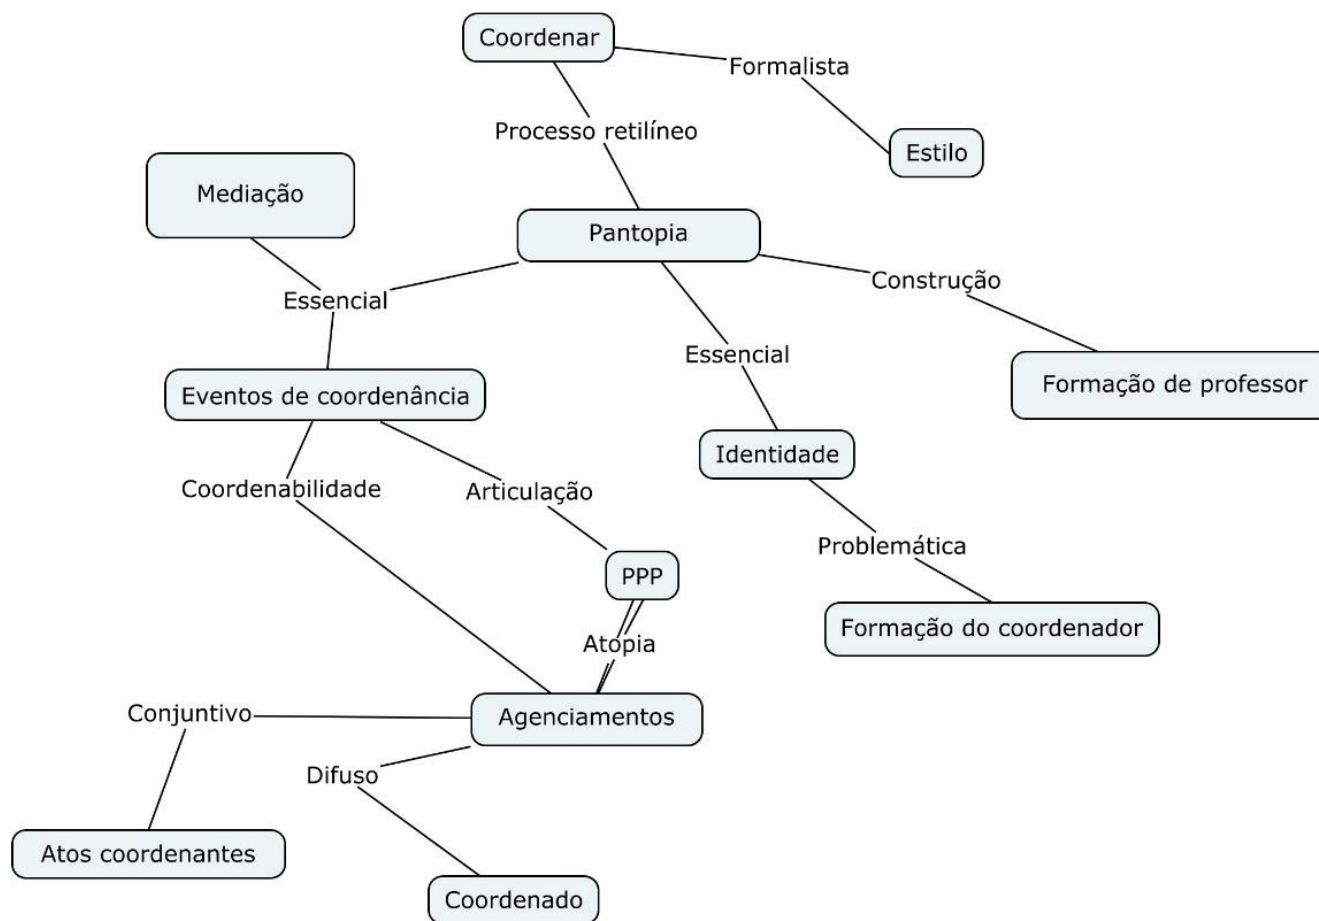 Coordenar
Formalista
Processo retilíneo
Estilo
Mediação
Pantopia
Construção
Essencial
Essencial
Formação de professor
Eventos de coordenância
Identidade
Coordenabilidade
Articulação
Problemática
PPP
Formação do coordenador
Atopia
Conjuntivo
Agenciamentos
Difuso
Atos coordenantes
Coordenado